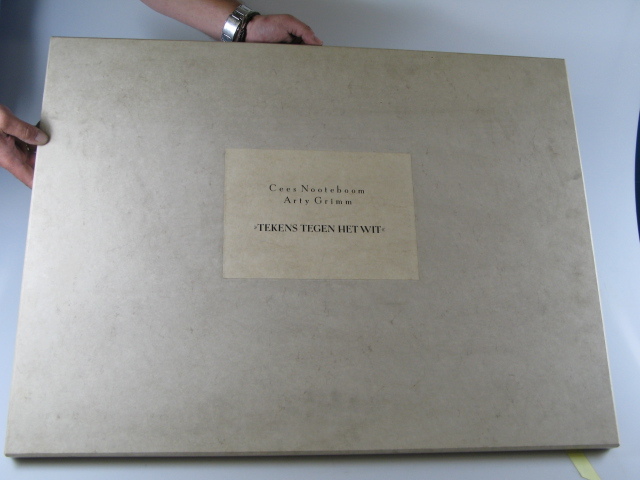 Cees Nooteboom
Arty Grimm
«TEKENS TEGEN HET WIT»